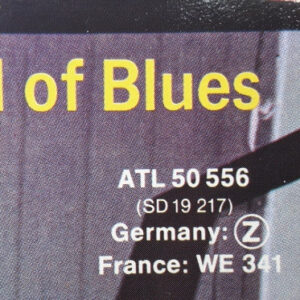 of Blues
ATL 50 556
(SD 19 217)
Germany: Ⓩ
France: WE 341